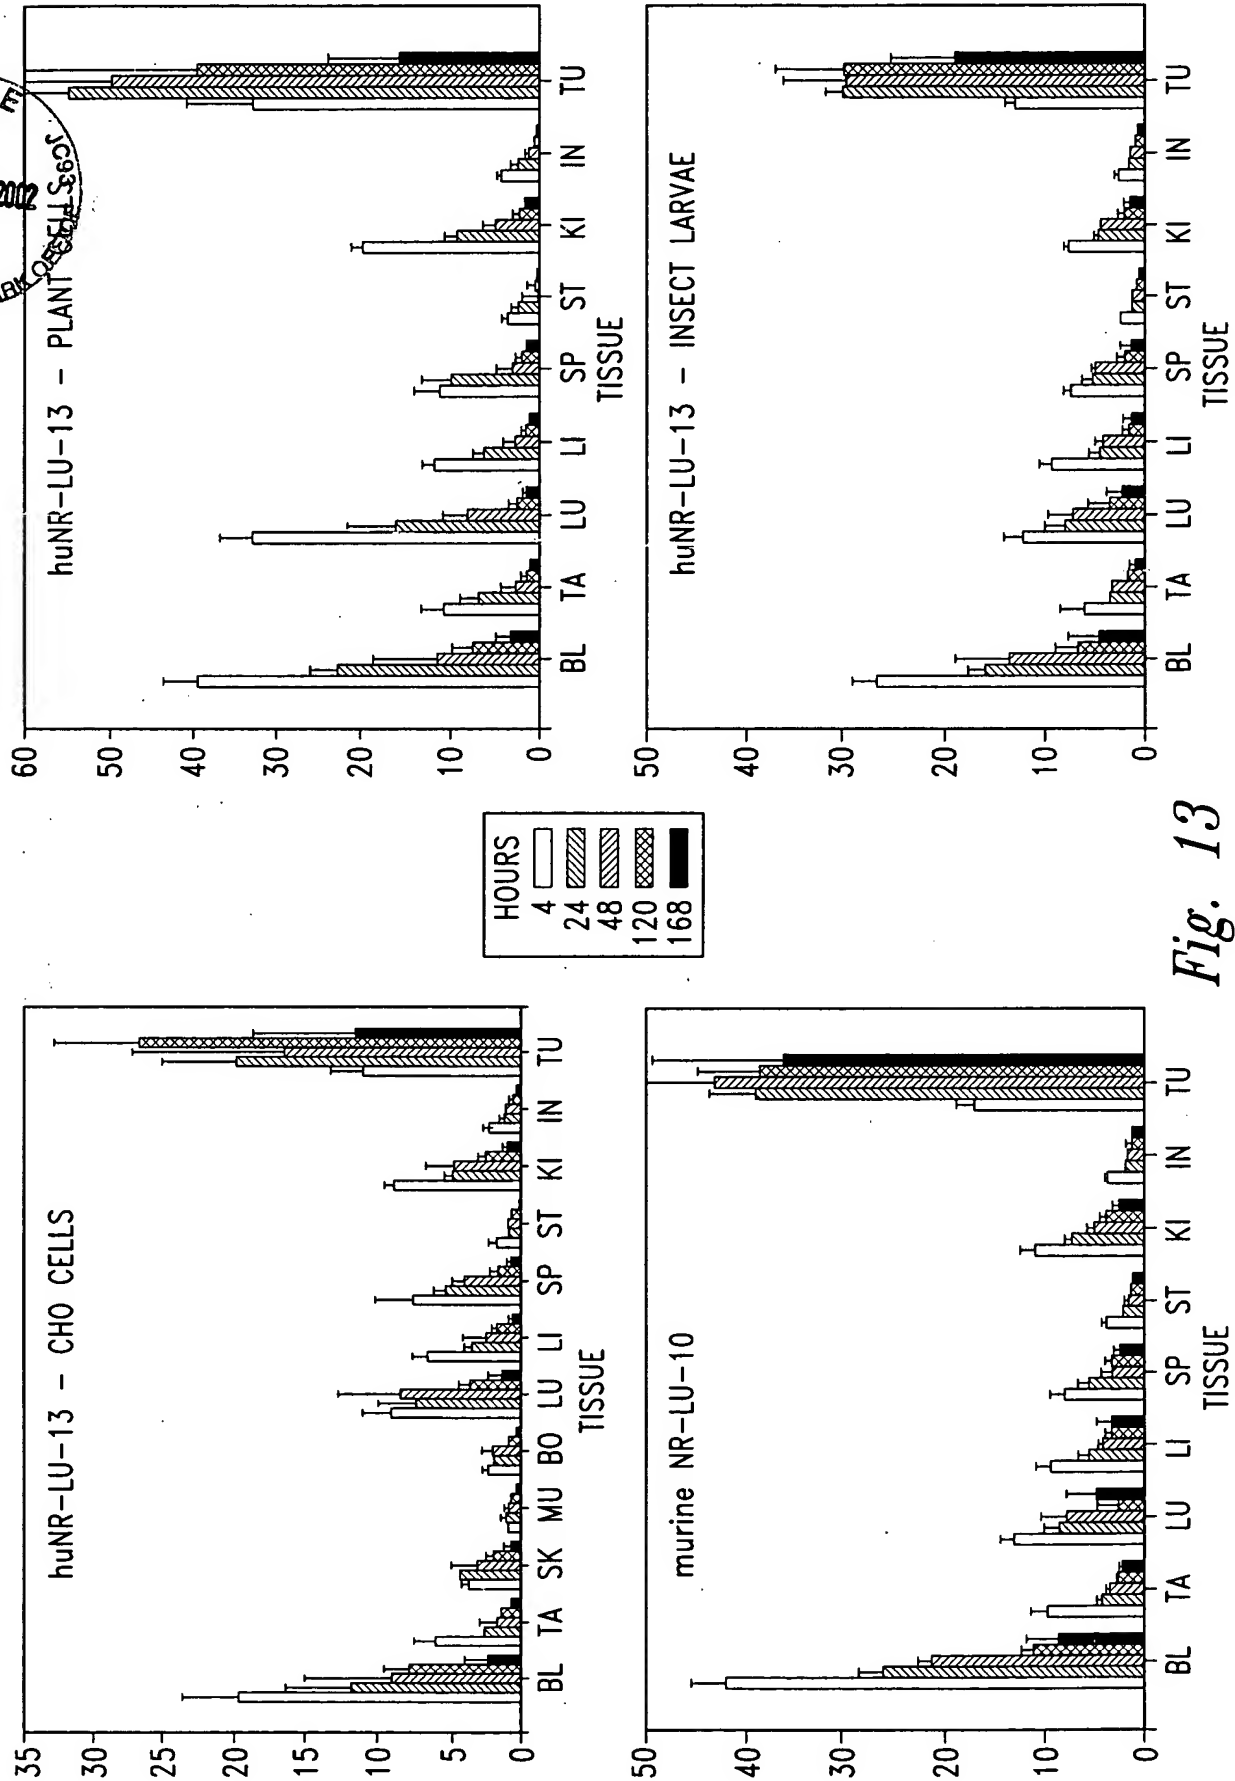 huNR-LU-13 - CHO CELLS
35
30
25
20
15
10
5
0
BL TA SK MU BO LU LI SP ST KI IN TU
TISSUE
huNR-LU-13 - PLANT CELLS
60
50
40
30
20
10
0
BL TA LU LI SP ST KI IN TU
TISSUE
HOURS
4
24
48
120
168
murine NR-LU-10
50
40
30
20
10
0
BL TA LU LI SP ST KI IN TU
TISSUE
huNR-LU-13 - INSECT LARVAE
50
40
30
20
10
0
BL TA LU LI SP ST KI IN TU
TISSUE
Fig. 13